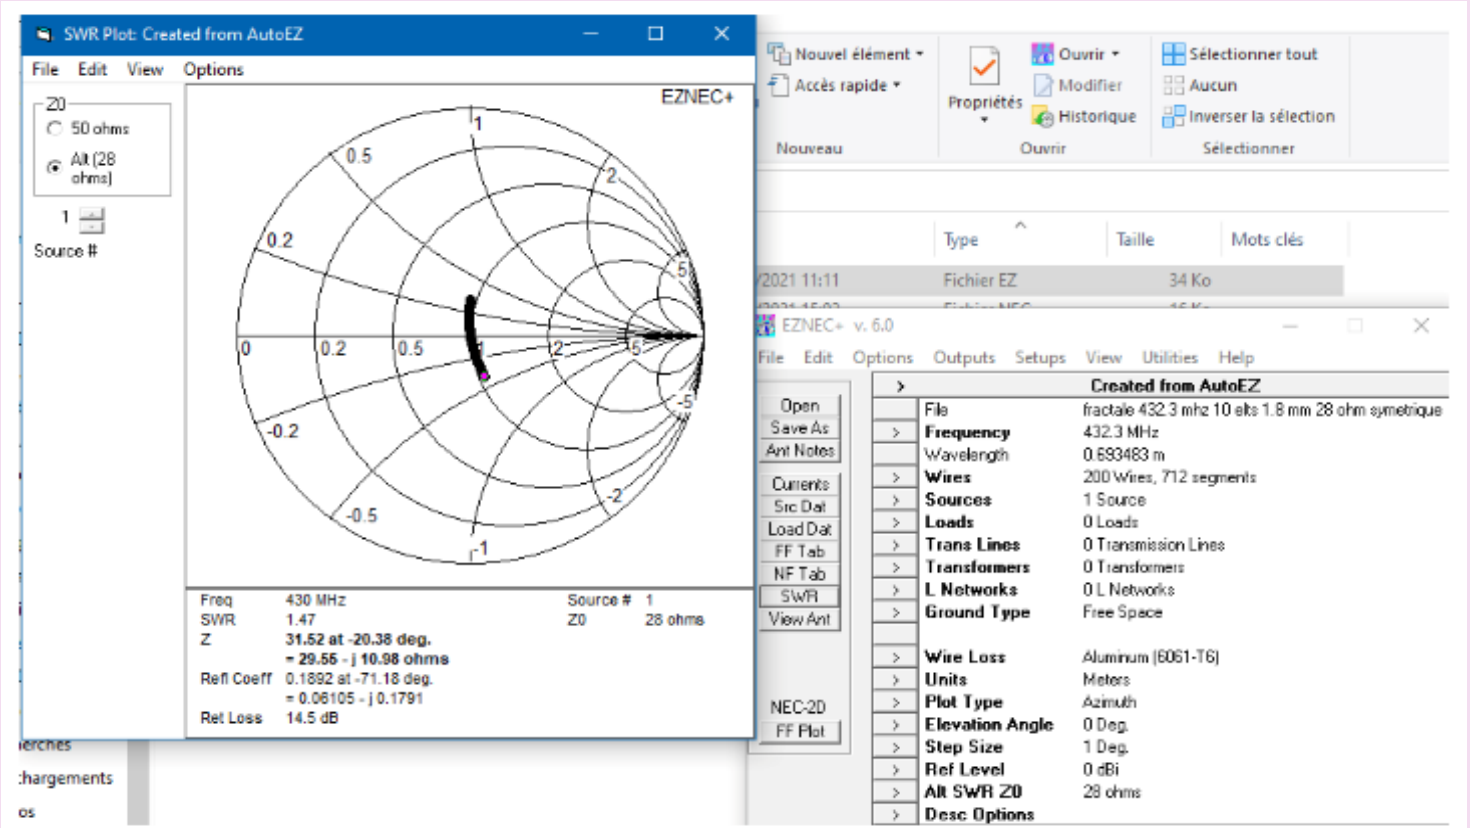 SWR Plot: Created from AutoEZ
File Edit View Options
Z0
50 ohms
Alt (28
ohms)
1
Source #
EZNEC+
1
0.5
2
0.2
5
0 0.2 0.5 1 2 5
-5
-0.2
-2
-0.5
-1
Freq 430 MHz Source # 1
SWR 1.47 Z0 28 ohms
Z 31.52 at -20.38 deg.
= 29.55 - j 10.98 ohms
Refl Coeff 0.1892 at -71.18 deg.
= 0.06105 - j 0.1791
Ret Loss 14.5 dB
chargements
os
Nouvel élément
Accès rapide
Nouveau
Propriétés
Ouvrir
Modifier
Historique
Ouvrir
Sélectionner tout
Aucun
Inverser la sélection
Sélectionner
Type Taille Mots clés
/2021 11:11 Fichier EZ 34 Ko
EZNEC+ v. 6.0
File Edit Options Outputs Setups View Utilities Help
Open
Save As
Ant Notes
Currents
Src Dat
Load Dat
FF Tab
NF Tab
SWR
View Ant
NEC-2D
FF Plot
> Created from AutoEZ
File fractale 432.3 mhz 10 elts 1.8 mm 28 ohm symetrique
> Frequency 432.3 MHz
Wavelength 0.693483 m
> Wires 200 Wires, 712 segments
> Sources 1 Source
> Loads 0 Loads
> Trans Lines 0 Transmission Lines
> Transformers 0 Transformers
> L Networks 0 L Networks
> Ground Type Free Space
> Wire Loss Aluminum (6061-T6)
> Units Meters
> Plot Type Azimuth
> Elevation Angle 0 Deg.
> Step Size 1 Deg.
> Ref Level 0 dBi
> Alt SWR Z0 28 ohms
> Desc Options